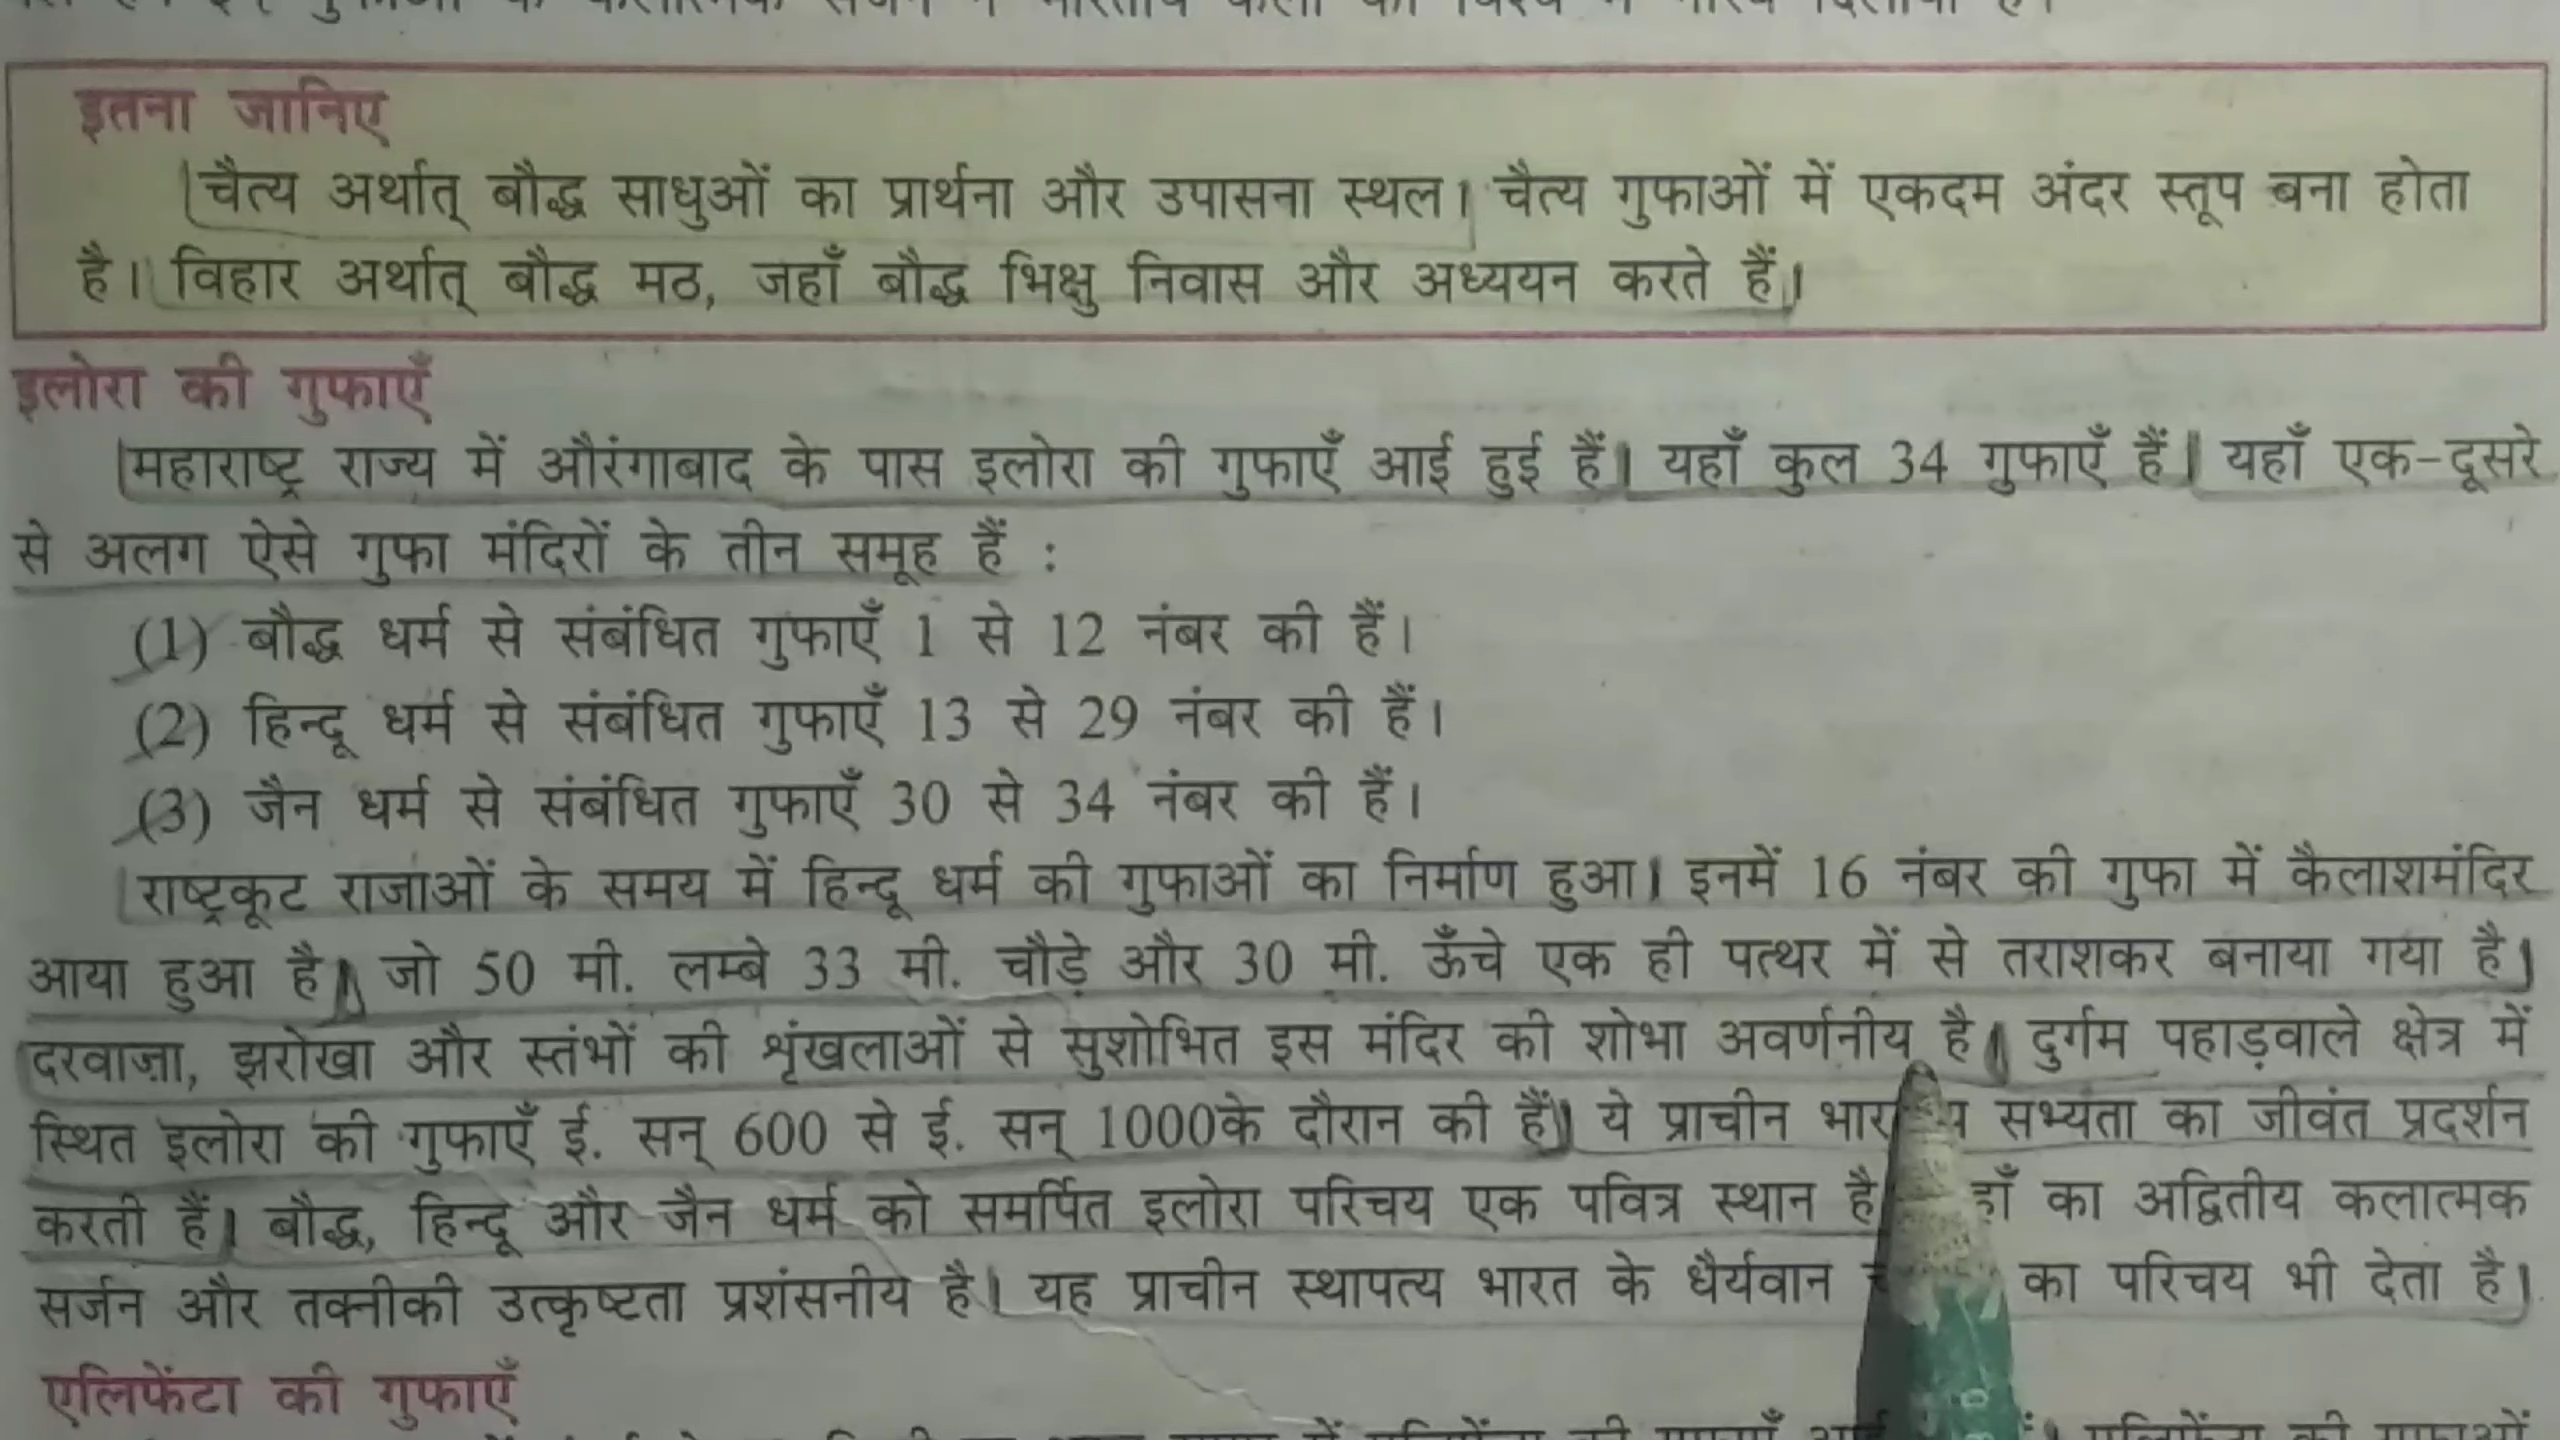 इतना जानिए
चैत्य अर्थात् बौद्ध साधुओं का प्रार्थना और उपासना स्थल। चैत्य गुफाओं में एकदम अंदर स्तूप बना होता
है। विहार अर्थात् बौद्ध मठ, जहाँ बौद्ध भिक्षु निवास और अध्ययन करते हैं।
इलोरा की गुफाएँ
महाराष्ट्र राज्य में औरंगाबाद के पास इलोरा की गुफाएँ आई हुई हैं। यहाँ कुल 34 गुफाएँ हैं। यहाँ एक-दूसरे
से अलग ऐसे गुफा मंदिरों के तीन समूह हैं :
(1) बौद्ध धर्म से संबंधित गुफाएँ 1 से 12 नंबर की हैं।
(2) हिन्दू धर्म से संबंधित गुफाएँ 13 से 29 नंबर की हैं।
(3) जैन धर्म से संबंधित गुफाएँ 30 से 34 नंबर की हैं।
राष्ट्रकूट राजाओं के समय में हिन्दू धर्म की गुफाओं का निर्माण हुआ। इनमें 16 नंबर की गुफा में कैलाशमंदिर
आया हुआ है। जो 50 मी. लम्बे 33 मी. चौड़े और 30 मी. ऊँचे एक ही पत्थर में से तराशकर बनाया गया है।
दरवाज़ा, झरोखा और स्तंभों की शृंखलाओं से सुशोभित इस मंदिर की शोभा अवर्णनीय है। दुर्गम पहाड़वाले क्षेत्र में
स्थित इलोरा की गुफाएँ ई. सन् 600 से ई. सन् 1000के दौरान की हैं। ये प्राचीन सभ्यता का जीवंत प्रदर्शन
करती हैं। बौद्ध, हिन्दू और जैन धर्म को समर्पित इलोरा परिचय एक पवित्र स्थान है का अद्वितीय कलात्मक
सर्जन और तक्नीकी उत्कृष्टता प्रशंसनीय है। यह प्राचीन स्थापत्य भारत के धैर्यवान का परिचय भी देता है।
एलिफेंटा की गुफाएँ